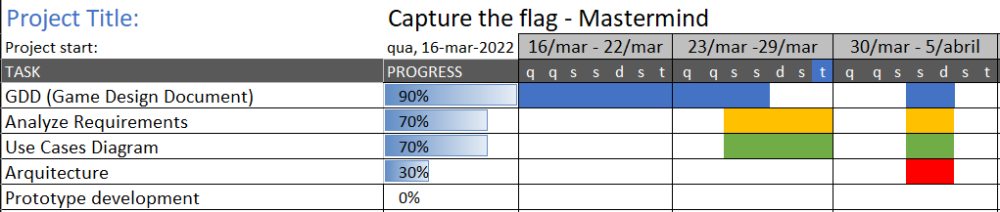 Project Title: Capture the flag - Mastermind
Project start: qua, 16-mar-2022 16/mar - 22/mar 23/mar -29/mar 30/mar - 5/abril
TASK PROGRESS q q s s d s t q q s s d s t q q s s d s t
GDD (Game Design Document) 90%
Analyze Requirements 70%
Use Cases Diagram 70%
Arquitecture 30%
Prototype development 0%